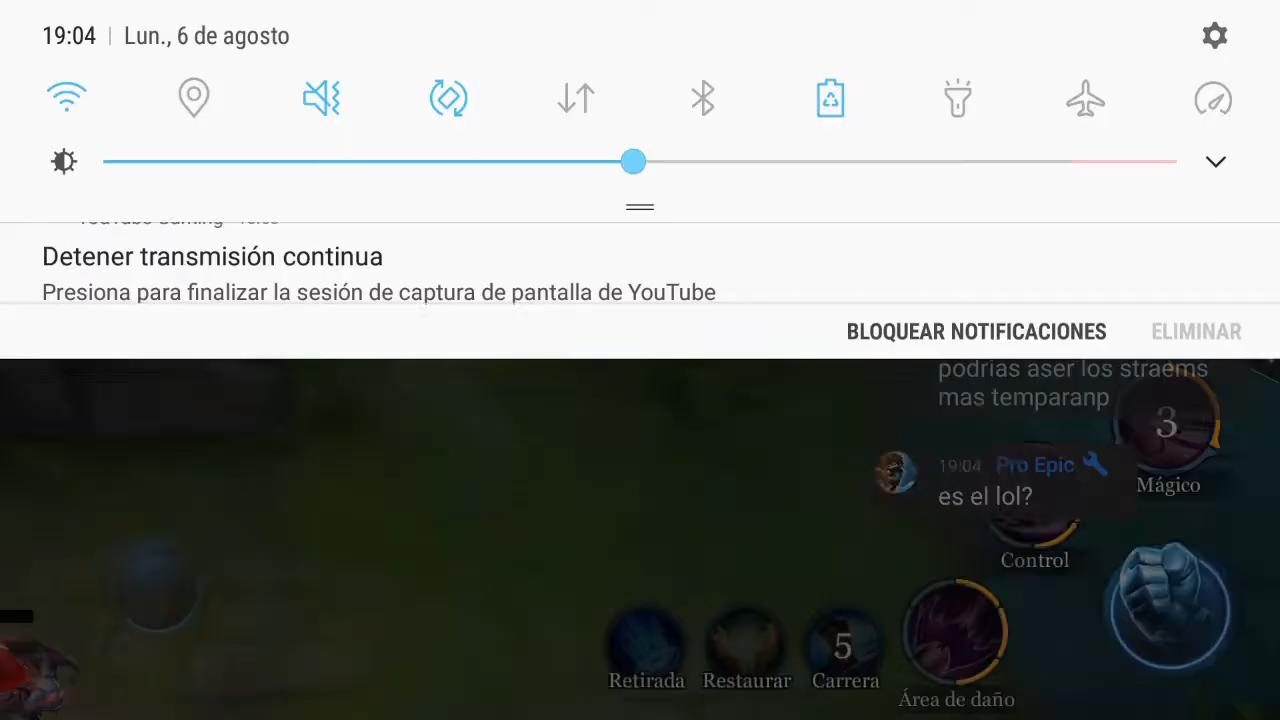 19:04 | Lun., 6 de agosto
YouTube Gaming
Detener transmisión continua
Presiona para finalizar la sesión de captura de pantalla de YouTube
BLOQUEAR NOTIFICACIONES ELIMINAR
podrias aser los straems
mas temparanp
3
19:04 Pro Epic
Mágico
es el lol?
Control
5
Retirada Restaurar Carrera
Área de daño